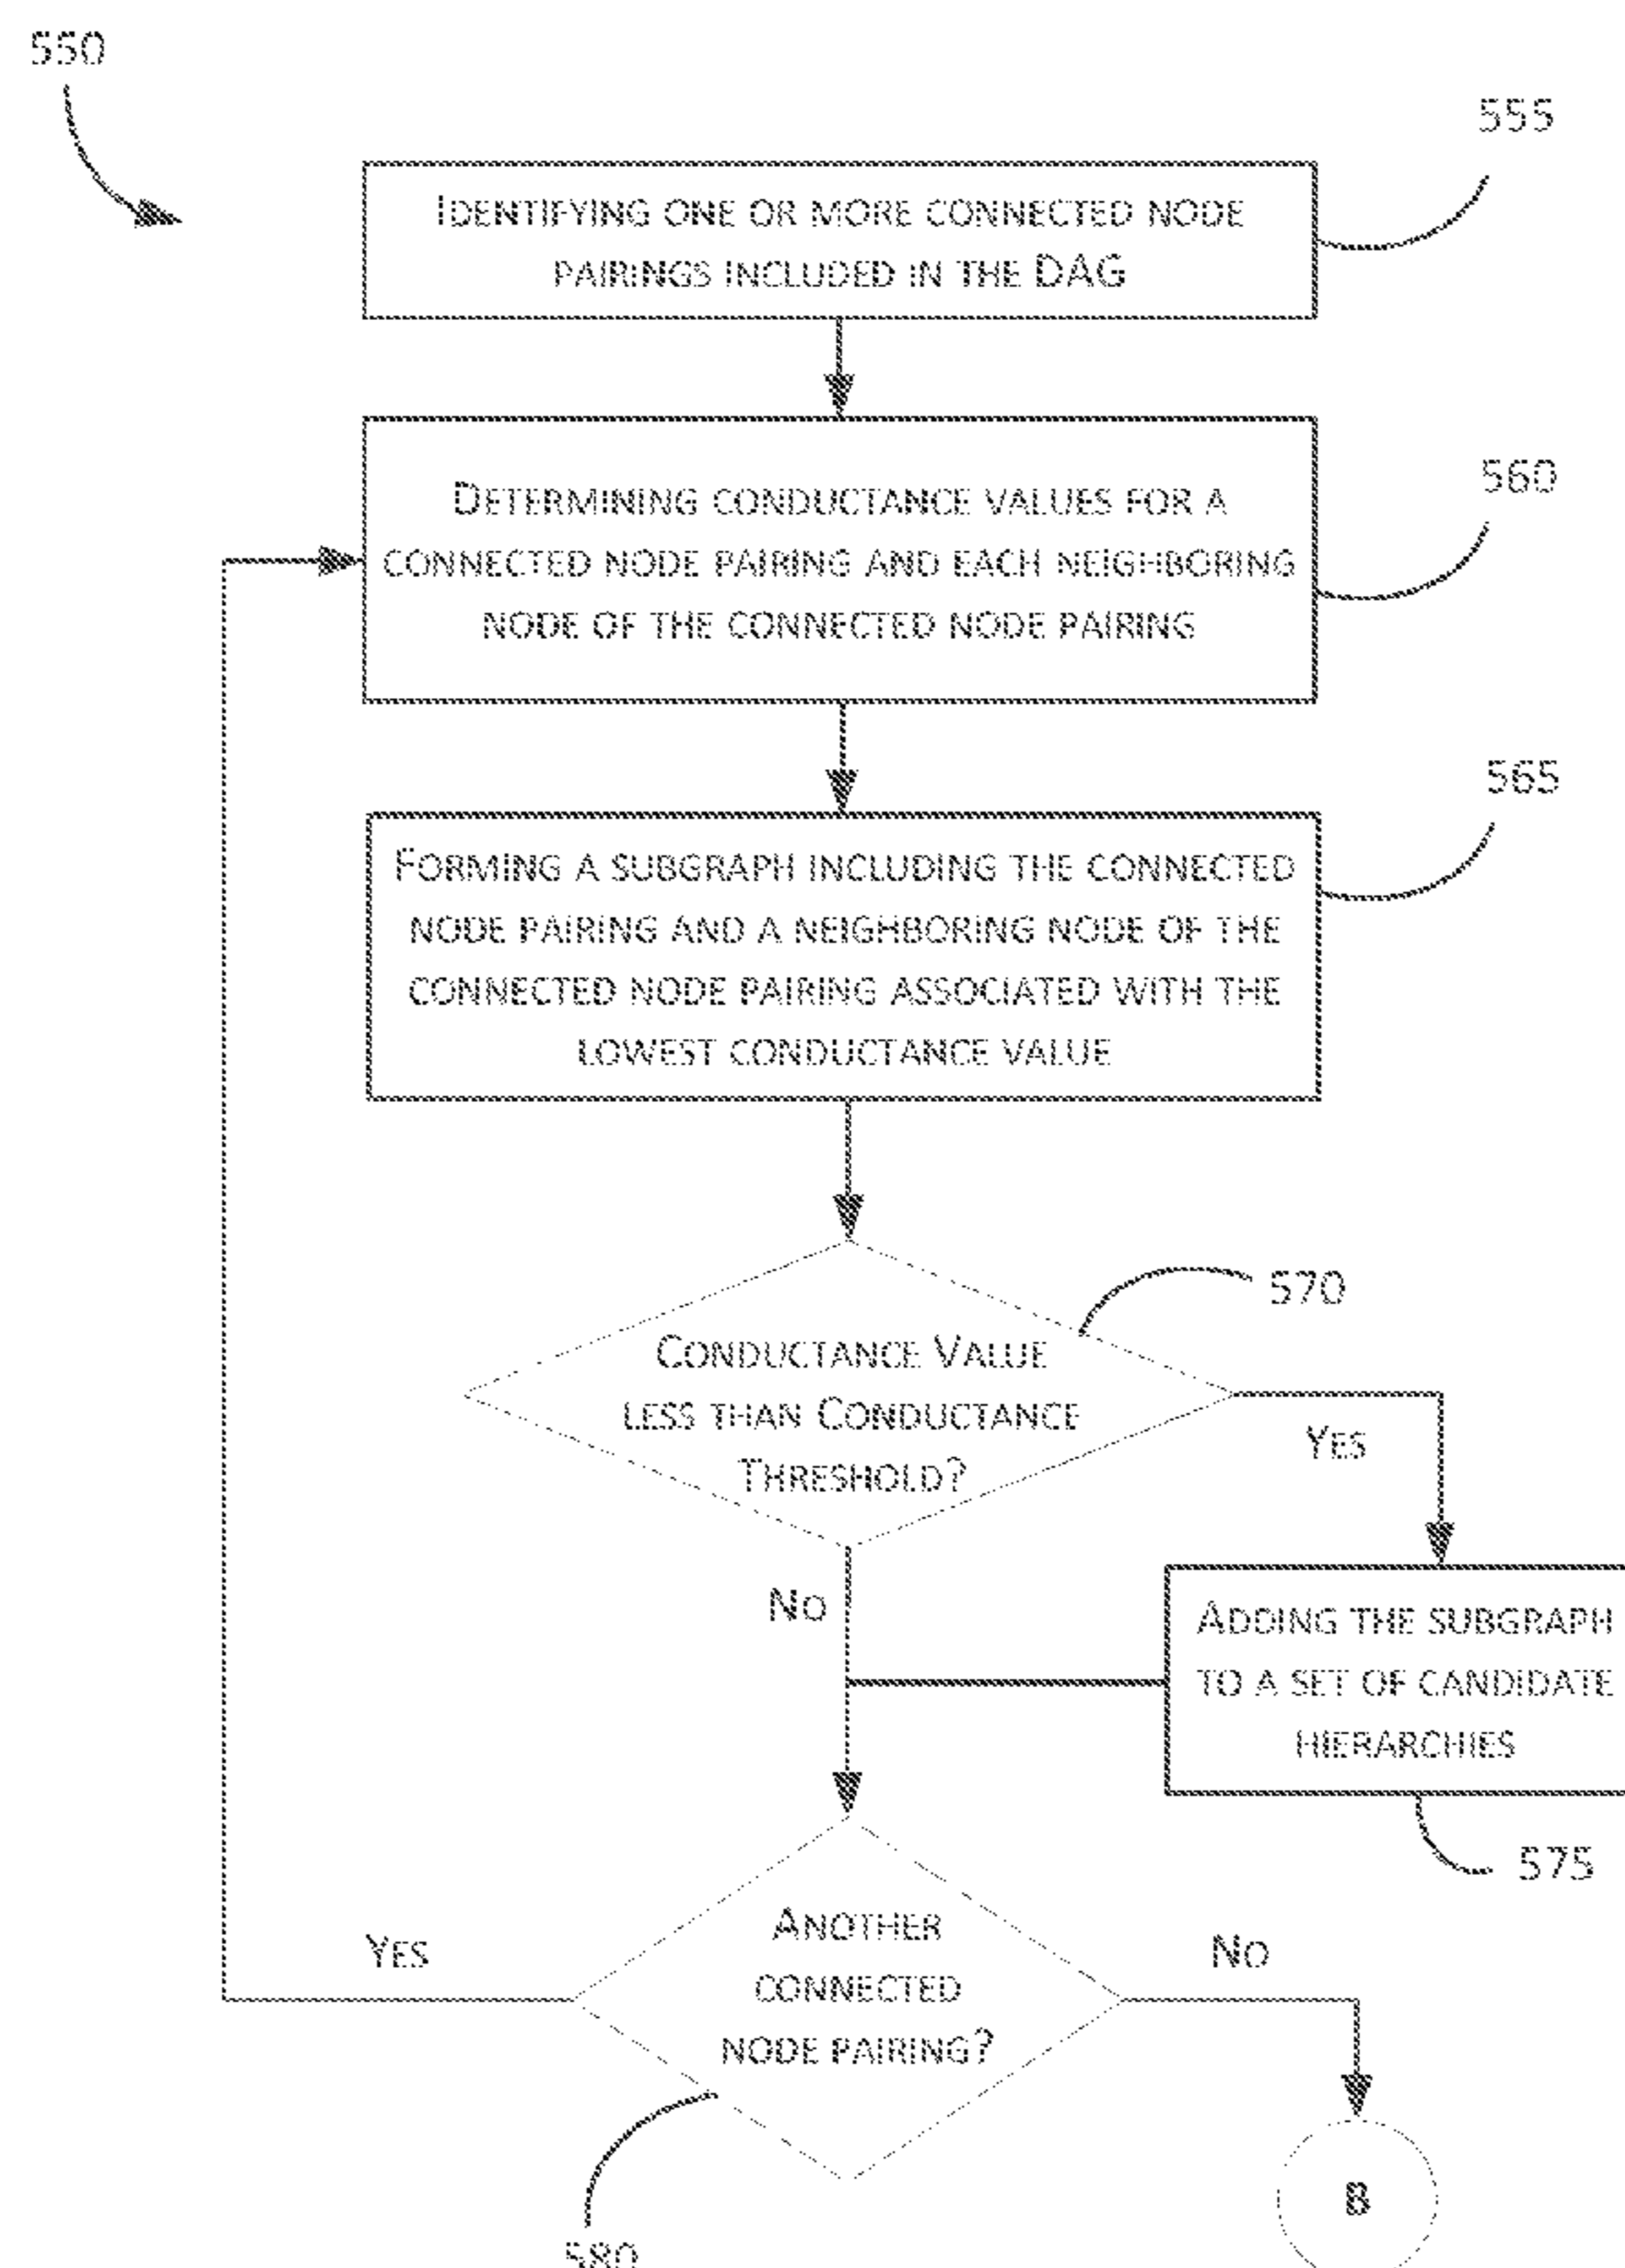 550
555
Identifying one or more connected node
pairings included in the DAG
560
Determining conductance values for a
connected node pairing and each neighboring
node of the connected node pairing
565
Forming a subgraph including the connected
node pairing and a neighboring node of the
connected node pairing associated with the
lowest conductance value
570
Conductance Value
less than Conductance
Threshold?
Yes
No
Adding the subgraph
to a set of candidate
hierarchies
575
Another
connected
node pairing?
Yes
No
580
B